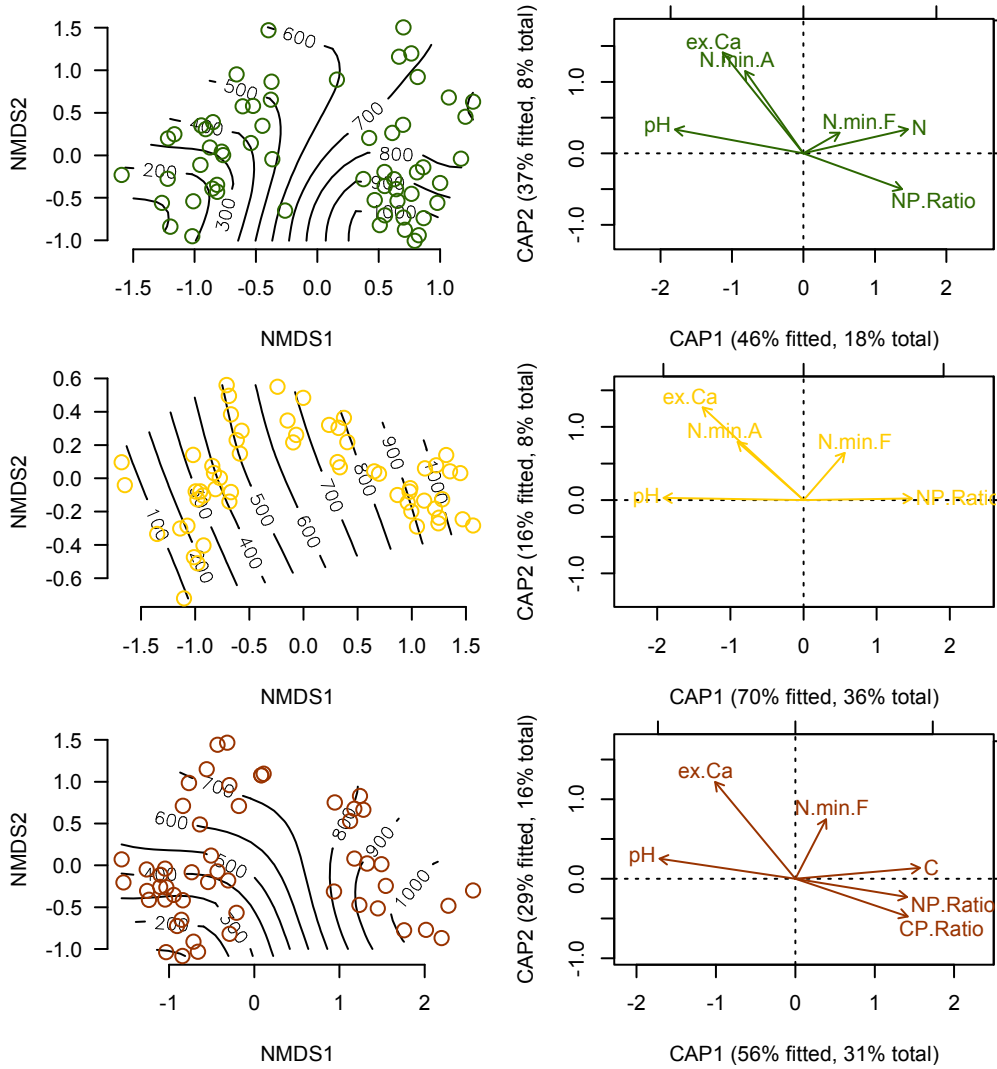 1.5
1.0
0.5
0.0
-0.5
-1.0
NMDS2
600
500
400
700
200
300
800
900
1000
-1.5
-1.0
-0.5
0.0
0.5
1.0
NMDS1
CAP2 (37% fitted, 8% total)
1.0
0.0
-1.0
ex.Ca
N.min.A
pH
N.min.F
N
NP.Ratio
-2
-1
0
1
2
CAP1 (46% fitted, 18% total)
0.6
0.4
0.2
0.0
-0.2
-0.4
-0.6
NMDS2
100
400
500
600
700
800
900
1000
-1.5
-1.0
-0.5
0.0
0.5
1.0
1.5
NMDS1
CAP2 (16% fitted, 8% total)
1.0
0.0
-1.0
ex.Ca
N.min.A
N.min.F
pH
NP.Ratio
-2
-1
0
1
2
CAP1 (70% fitted, 36% total)
1.5
1.0
0.5
0.0
-0.5
-1.0
NMDS2
700
600
500
400
300
200
800
900
1000
-1
0
1
2
NMDS1
CAP2 (29% fitted, 16% total)
1.0
0.0
-1.0
ex.Ca
N.min.F
pH
C
NP.Ratio
CP.Ratio
-2
-1
0
1
2
CAP1 (56% fitted, 31% total)